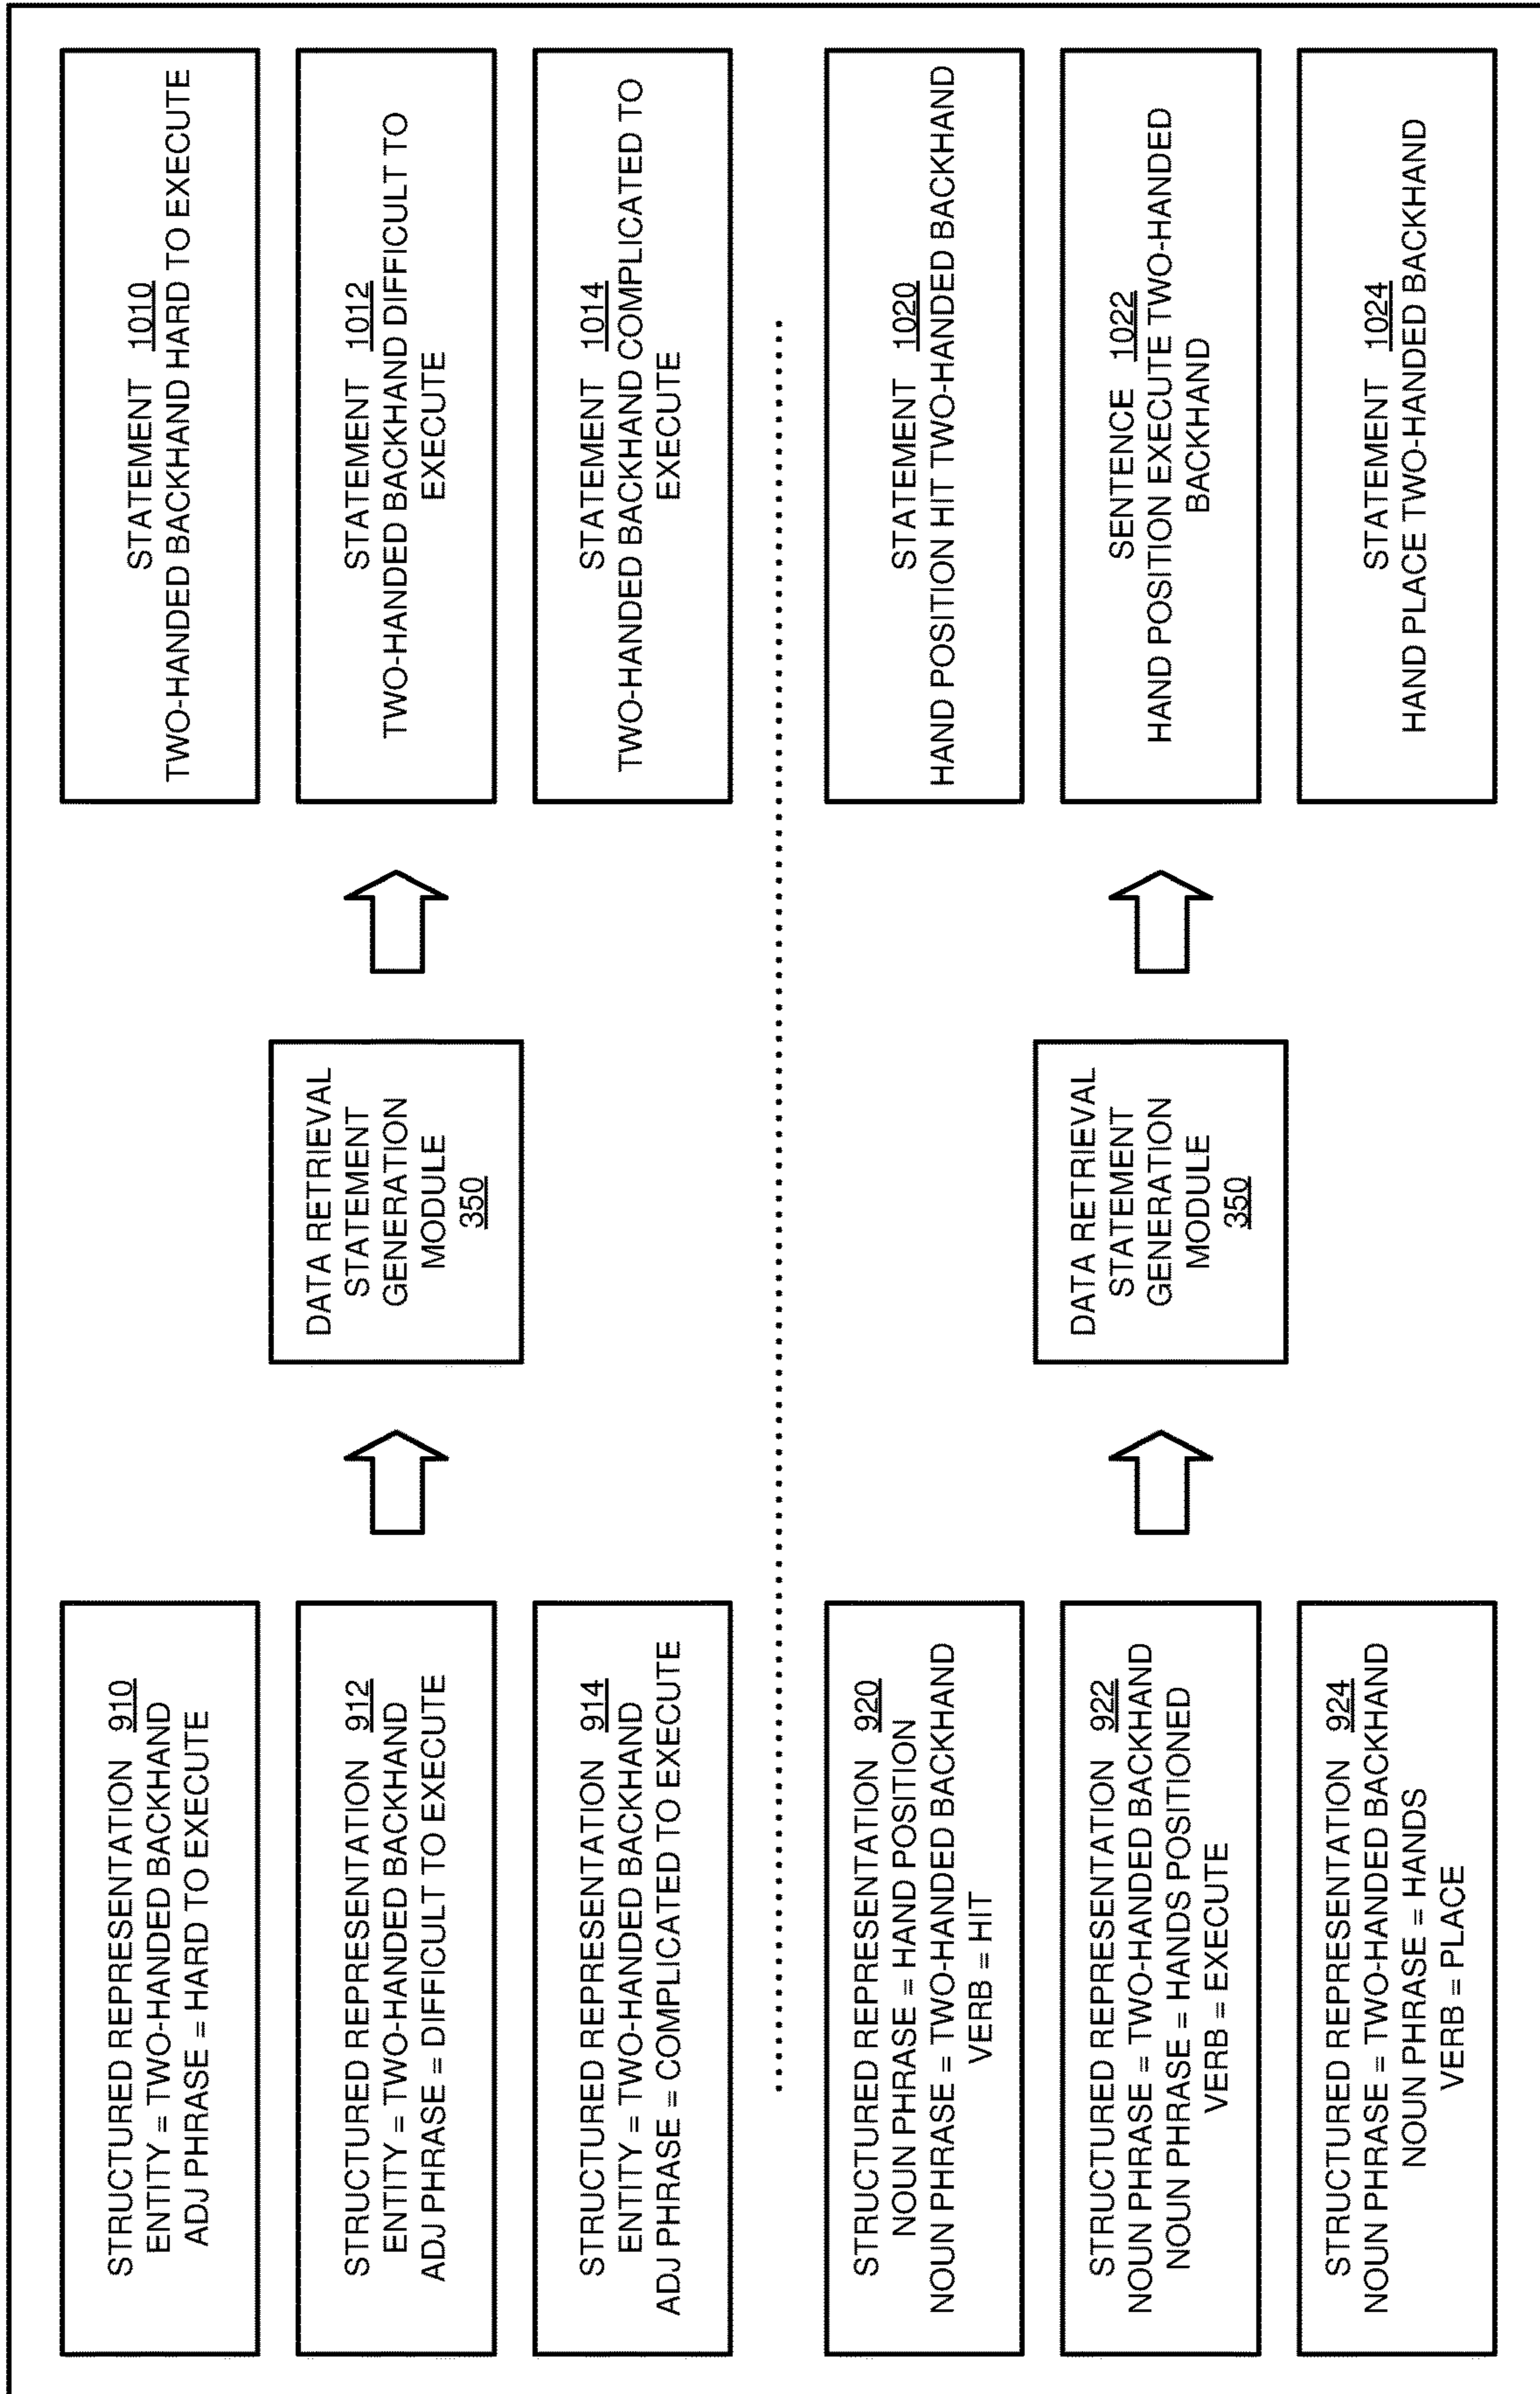 STRUCTURED REPRESENTATION 910
ENTITY = TWO-HANDED BACKHAND
ADJ PHRASE = HARD TO EXECUTE
STRUCTURED REPRESENTATION 912
ENTITY = TWO-HANDED BACKHAND
ADJ PHRASE = DIFFICULT TO EXECUTE
STRUCTURED REPRESENTATION 914
ENTITY = TWO-HANDED BACKHAND
ADJ PHRASE = COMPLICATED TO EXECUTE
DATA RETRIEVAL
STATEMENT
GENERATION
MODULE
350
STATEMENT 1010
TWO-HANDED BACKHAND HARD TO EXECUTE
STATEMENT 1012
TWO-HANDED BACKHAND DIFFICULT TO
EXECUTE
STATEMENT 1014
TWO-HANDED BACKHAND COMPLICATED TO
EXECUTE
STRUCTURED REPRESENTATION 920
NOUN PHRASE = HAND POSITION
NOUN PHRASE = TWO-HANDED BACKHAND
VERB = HIT
STRUCTURED REPRESENTATION 922
NOUN PHRASE = TWO-HANDED BACKHAND
NOUN PHRASE = HANDS POSITIONED
VERB = EXECUTE
STRUCTURED REPRESENTATION 924
NOUN PHRASE = TWO-HANDED BACKHAND
NOUN PHRASE = HANDS
VERB = PLACE
DATA RETRIEVAL
STATEMENT
GENERATION
MODULE
350
STATEMENT 1020
HAND POSITION HIT TWO-HANDED BACKHAND
SENTENCE 1022
HAND POSITION EXECUTE TWO-HANDED
BACKHAND
STATEMENT 1024
HAND PLACE TWO-HANDED BACKHAND